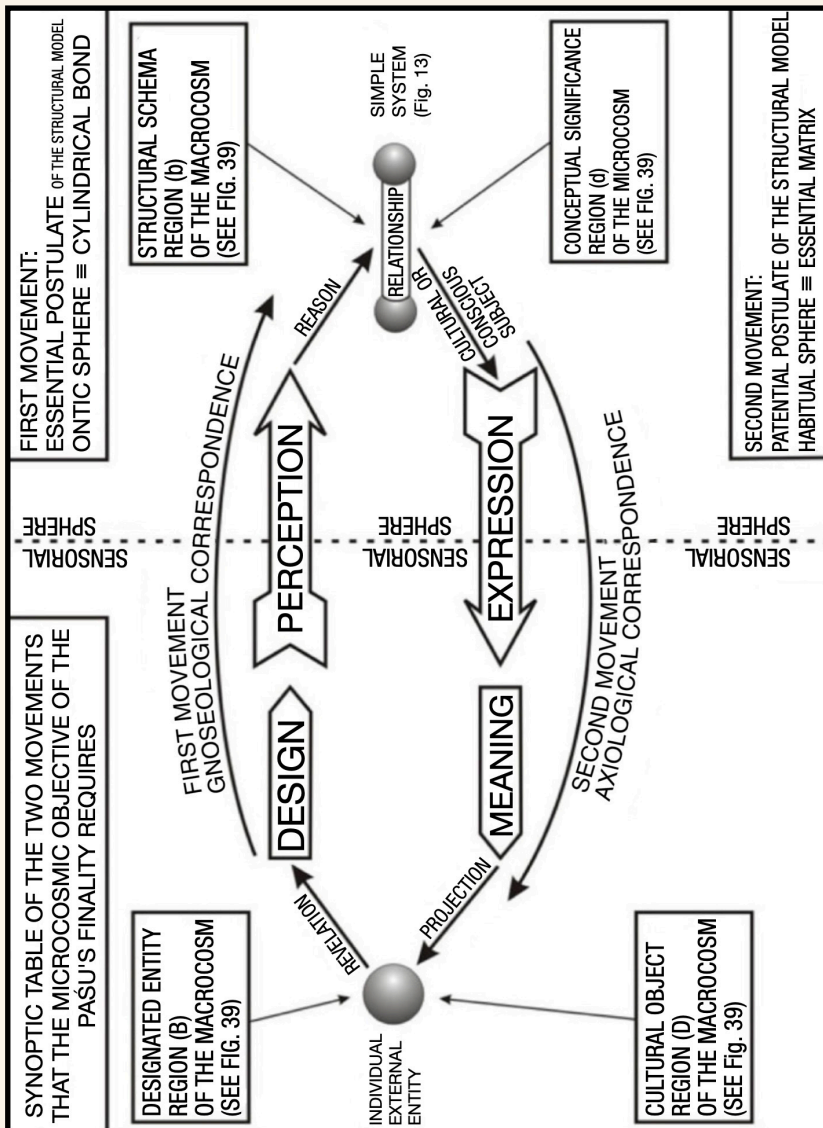 SYNOPTIC TABLE OF THE TWO MOVEMENTS
THAT THE MICROCOSMIC OBJECTIVE OF THE
PAŚU'S FINALITY REQUIRES
FIRST MOVEMENT:
ESSENTIAL POSTULATE OF THE STRUCTURAL MODEL
ONTIC SPHERE ≡ CYLINDRICAL BOND
SENSORIAL
SPHERE
DESIGNATED ENTITY
REGION (B)
OF THE MACROCOSM
(SEE FIG. 39)
STRUCTURAL SCHEMA
REGION (b)
OF THE MACROCOSM
(SEE FIG. 39)
FIRST MOVEMENT
GNOSEOLOGICAL CORRESPONDENCE
REVELATION
DESIGN
PERCEPTION
REASON
INDIVIDUAL
EXTERNAL
ENTITY
SENSORIAL
SPHERE
RELATIONSHIP
SIMPLE
SYSTEM
(Fig. 13)
PROJECTION
MEANING
EXPRESSION
CULTURAL OR
CONSCIOUS
SUBJECT
SECOND MOVEMENT
AXIOLOGICAL CORRESPONDENCE
CULTURAL OBJECT
REGION (D)
OF THE MACROCOSM
(SEE Fig. 39)
CONCEPTUAL SIGNIFICANCE
REGION (d)
OF THE MICROCOSM
(SEE FIG. 39)
SENSORIAL
SPHERE
SECOND MOVEMENT:
PATENTIAL POSTULATE OF THE STRUCTURAL MODEL
HABITUAL SPHERE ≡ ESSENTIAL MATRIX